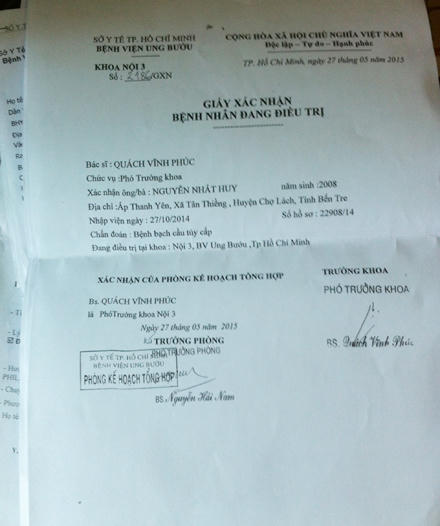 SỞ Y TẾ TP. HỒ CHÍ MINH
BỆNH VIỆN UNG BƯỚU
CỘNG HÒA XÃ HỘI CHỦ NGHĨA VIỆT NAM
Độc lập – Tự do – Hạnh phúc
KHOA NỘI 3
Số : 2186/GXN
TP. Hồ Chí Minh, ngày 27 tháng 05 năm 2015
GIẤY XÁC NHẬN
BỆNH NHÂN ĐANG ĐIỀU TRỊ
Bác sĩ : QUÁCH VĨNH PHÚC
Chức vụ :Phó Trưởng khoa
Xác nhận ông/bà : NGUYỄN NHẤT HUY năm sinh :2008
Địa chỉ :Ấp Thanh Yên, Xã Tân Thiềng , Huyện Chợ Lách, Tỉnh Bến Tre
Nhập viện ngày : 27/10/2014 Số hồ sơ : 22908/14
Chẩn đoán : Bệnh bạch cầu tủy cấp
Đang điều trị tại khoa : Nội 3, BV Ung Bướu ,Tp Hồ Chí Minh
XÁC NHẬN CỦA PHÒNG KẾ HOẠCH TỔNG HỢP
TRƯỞNG KHOA
PHÓ TRƯỞNG KHOA
Bs. QUÁCH VĨNH PHÚC
là PhóTrưởng khoa Nội 3
Ngày 27 tháng 05 năm 2015
TRƯỞNG PHÒNG
PHÓ TRƯỞNG PHÒNG
BS. Quách Vĩnh Phúc
SỞ Y TẾ TP. HỒ CHÍ MINH
BỆNH VIỆN UNG BƯỚU
PHÒNG KẾ HOẠCH TỔNG HỢP
BS. Nguyễn Hải Nam